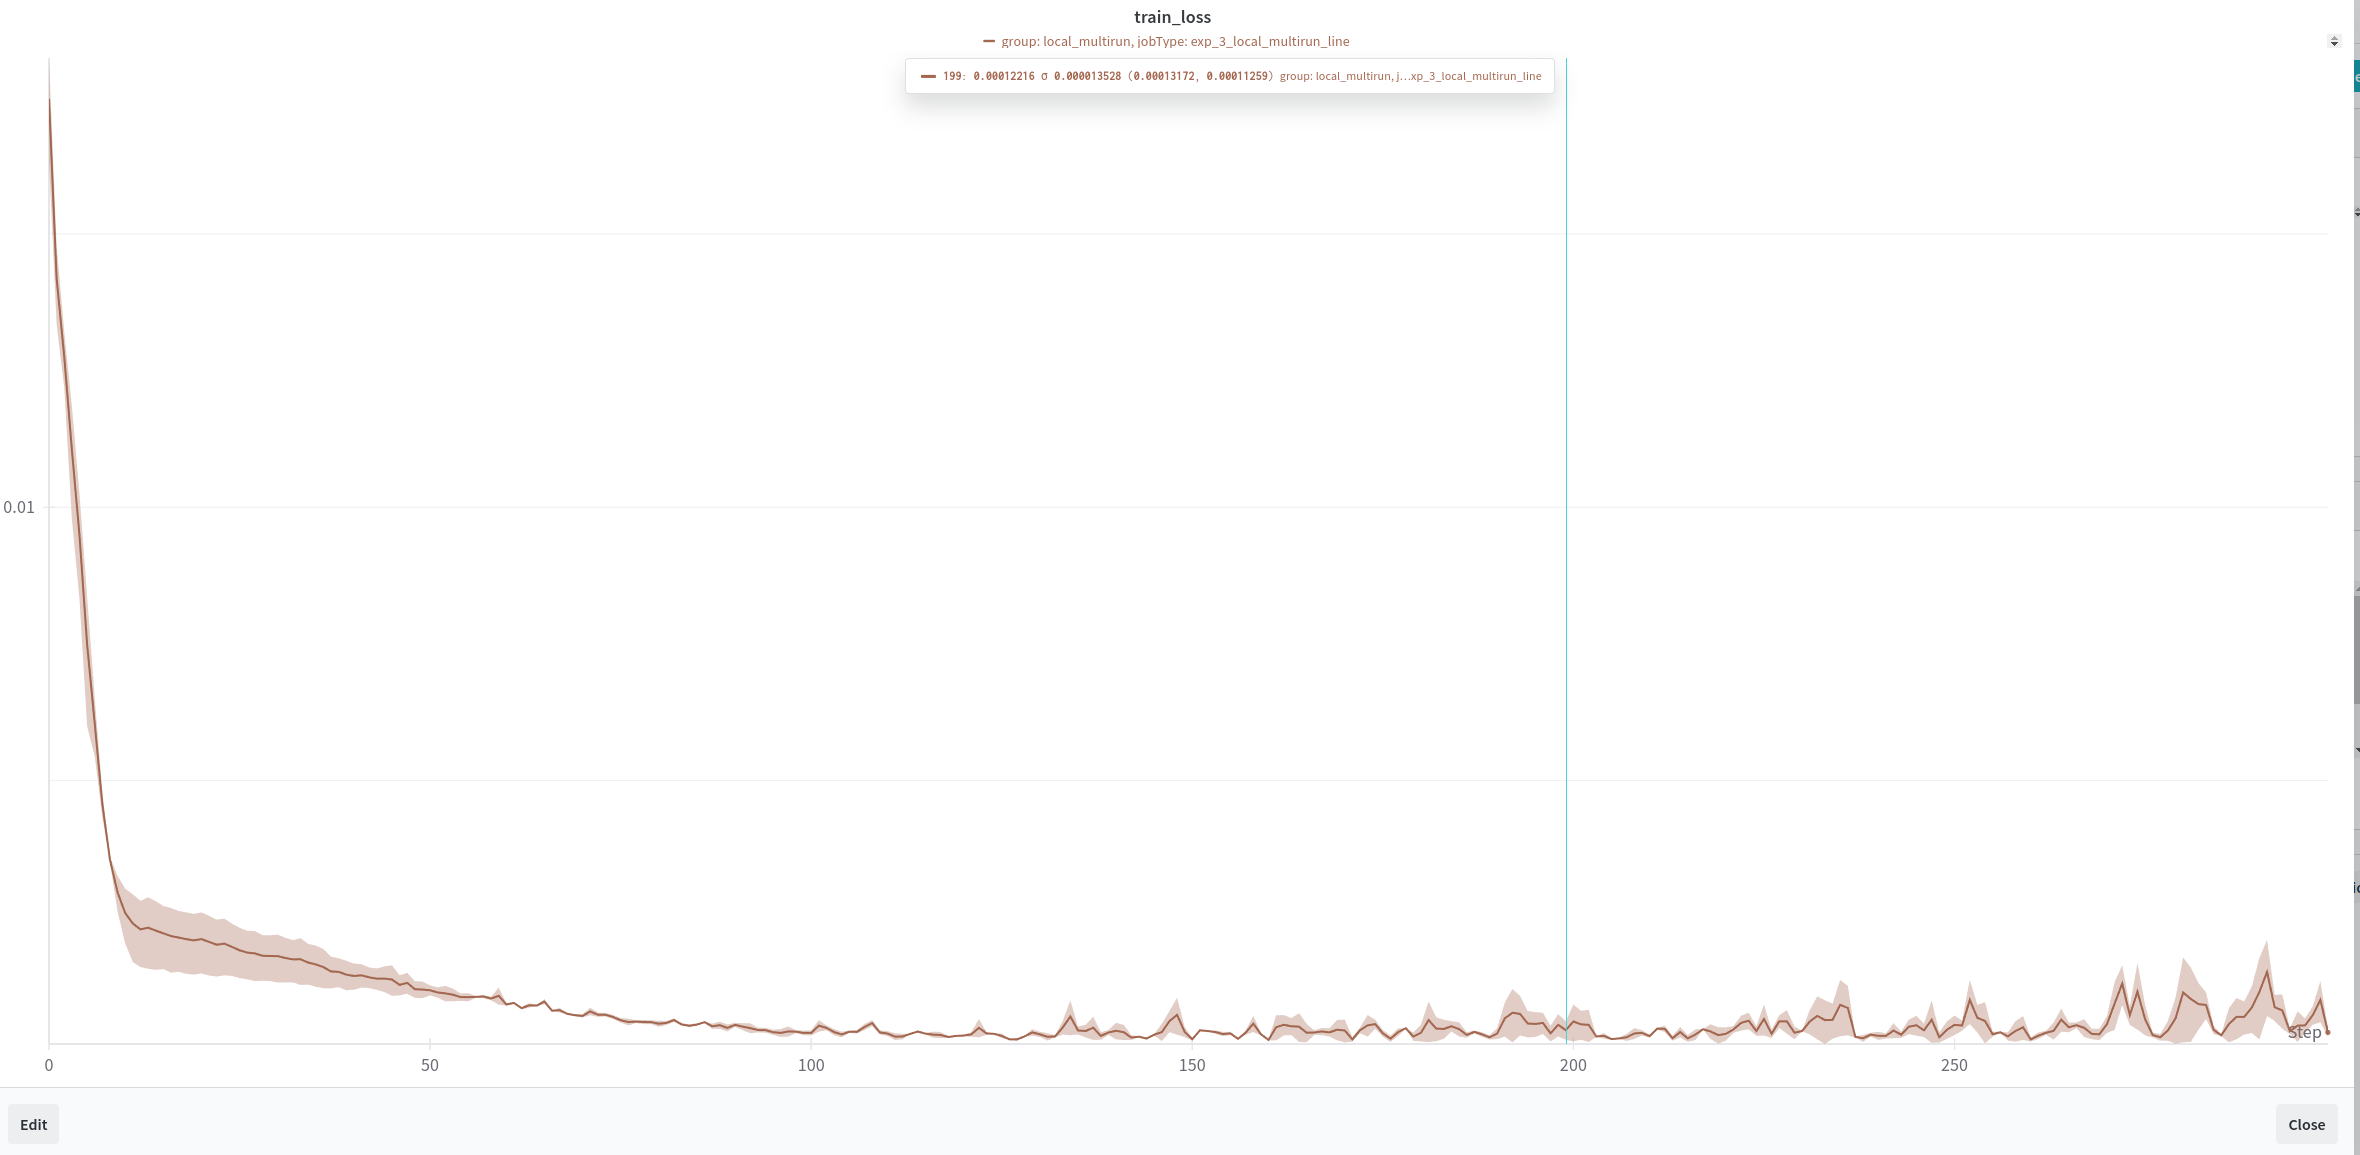 train_loss
group: local_multirun, jobType: exp_3_local_multirun_line
199: 0.00012216 σ 0.000013528 (0.00013172, 0.00011259) group: local_multirun, j...xp_3_local_multirun_line
0.01
Step
0 50 100 150 200 250
Edit
Close